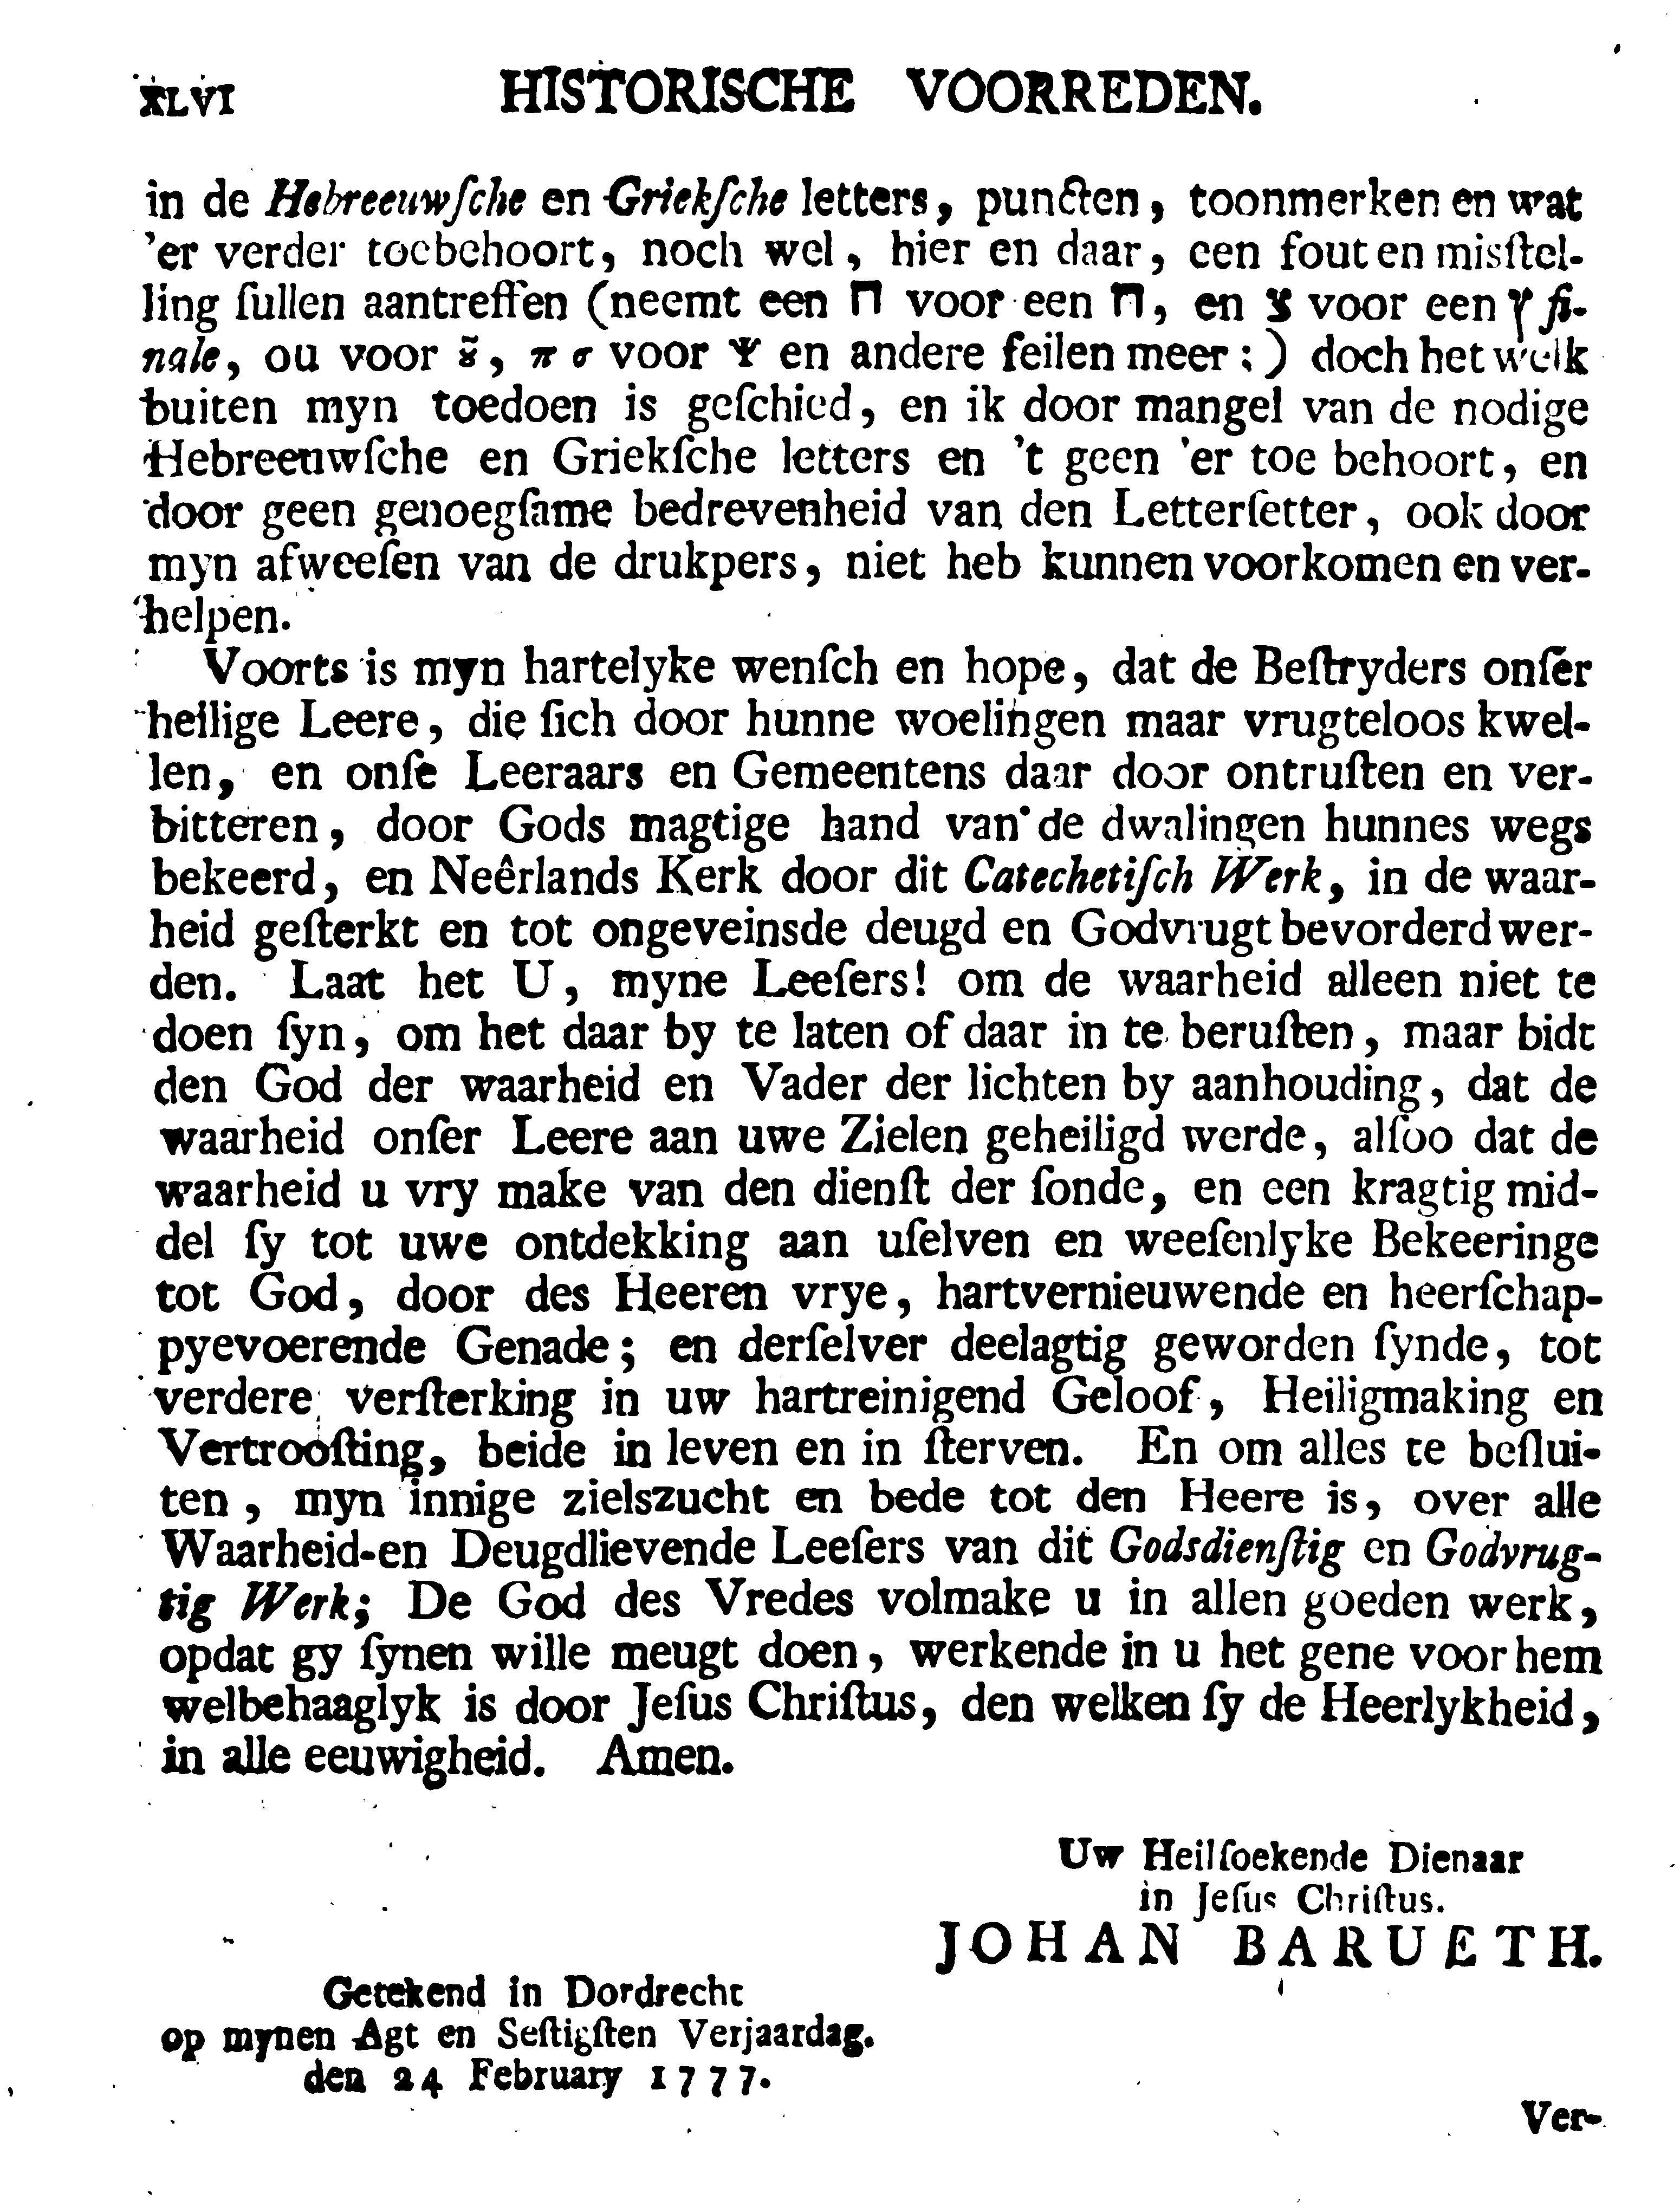 XLVI HISTORISCHE VOORREDEN.
in de Hebreeuwſche en Griekſche letters, puncten, toonmerken en wat
'er verder toebehoort, noch wel, hier en daar, een fout en misſtel-
ling ſullen aantreffen (neemt een ח voor een ת, en צ voor een ץ fi-
nale, ou voor ȣ̃, π σ voor Ψ en andere feilen meer:) doch het welk
buiten myn toedoen is geſchied, en ik door mangel van de nodige
Hebreeuwſche en Griekſche letters en 't geen 'er toe behoort, en
door geen genoegſame bedrevenheid van den Letterſetter, ook door
myn afweeſen van de drukpers, niet heb kunnen voorkomen en ver-
helpen.
Voorts is myn hartelyke wenſch en hope, dat de Beſtryders onſer
heilige Leere, die ſich door hunne woelingen maar vrugteloos kwel-
len, en onſe Leeraars en Gemeentens daar door ontruſten en ver-
bitteren, door Gods magtige hand van de dwalingen hunnes wegs
bekeerd, en Neêrlands Kerk door dit Catechetiſch Werk, in de waar-
heid geſterkt en tot ongeveinsde deugd en Godvrugt bevorderd wer-
den. Laat het U, myne Leeſers! om de waarheid alleen niet te
doen ſyn, om het daar by te laten of daar in te beruſten, maar bidt
den God der waarheid en Vader der lichten by aanhouding, dat de
waarheid onſer Leere aan uwe Zielen geheiligd werde, alſoo dat de
waarheid u vry make van den dienſt der ſonde, en een kragtig mid-
del ſy tot uwe ontdekking aan uſelven en weeſenlyke Bekeeringe
tot God, door des Heeren vrye, hartvernieuwende en heerſchap-
pyevoerende Genade; en derſelver deelagtig geworden ſynde, tot
verdere verſterking in uw hartreinigend Geloof, Heiligmaking en
Vertrooſting, beide in leven en in ſterven. En om alles te beſlui-
ten, myn innige zielszucht en bede tot den Heere is, over alle
Waarheid-en Deugdlievende Leeſers van dit Godsdienſtig en Godvrug-
tig Werk; De God des Vredes volmake u in allen goeden werk,
opdat gy ſynen wille meugt doen, werkende in u het gene voor hem
welbehaaglyk is door Jeſus Chriſtus, den welken ſy de Heerlykheid,
in alle eeuwigheid. Amen.
Uw Heilſoekende Dienaar
in Jeſus Chriſtus.
JOHAN BARUETH.
Getekend in Dordrecht
op mynen Agt en Seſtigſten Verjaardag.
den 24 February 1777.
Ver-